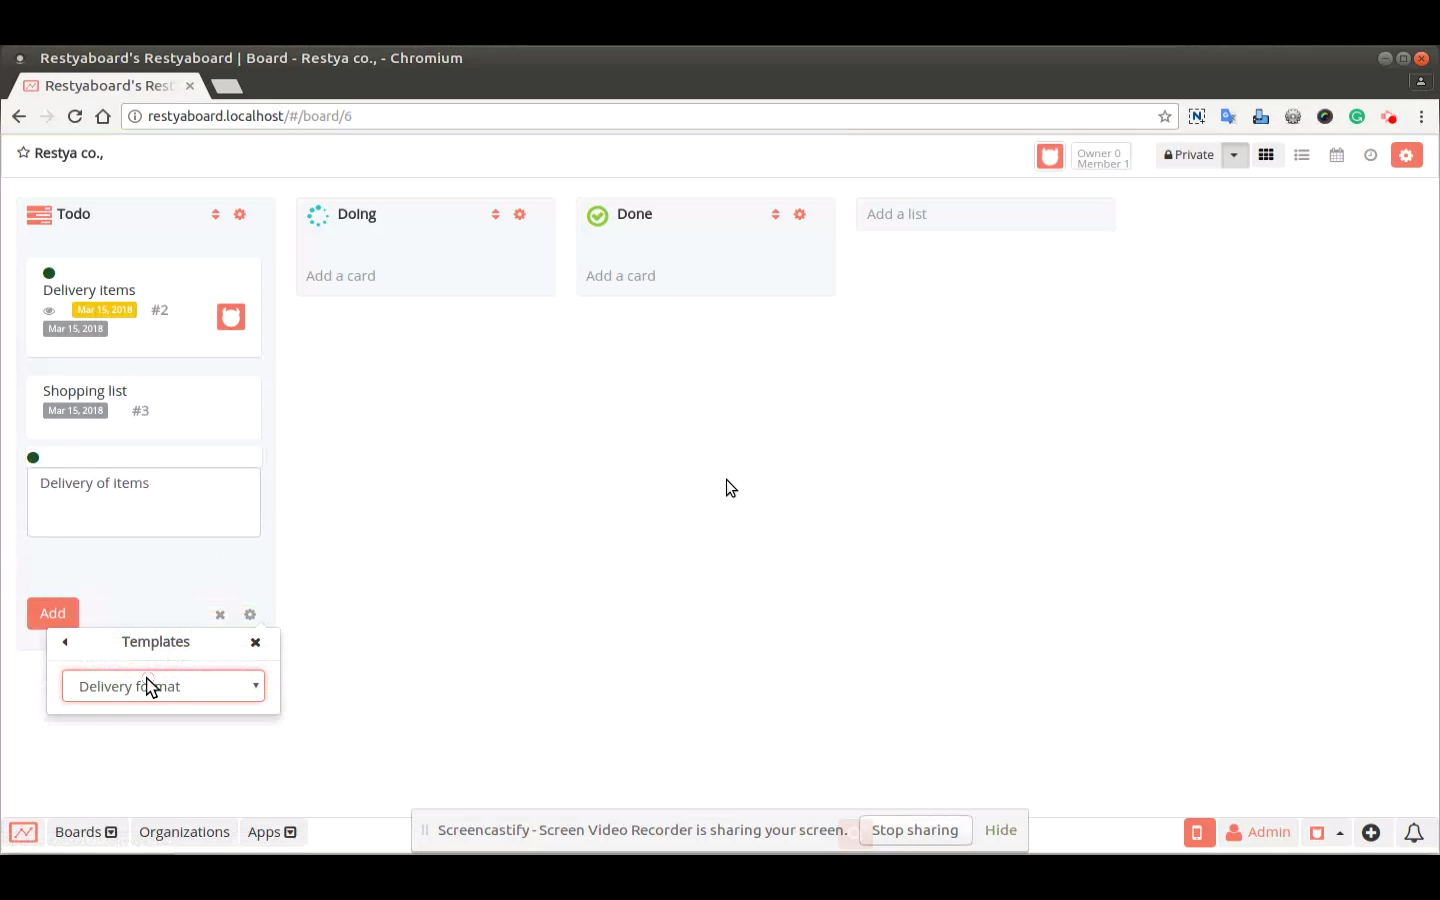 Restyaboard's Restyaboard | Board - Restya co., - Chromium
Restyaboard's Rest
restyaboard.localhost/#/board/6
Restya co.,
Owner 0
Member 1
Private
Todo
Doing
Done
Add a list
Delivery items
Mar 15, 2018 #2
Mar 15, 2018
Add a card
Add a card
Shopping list
Mar 15, 2018 #3
Delivery of items
Add
Templates
Delivery format
Boards
Organizations
Apps
Screencastify - Screen Video Recorder is sharing your screen.
Stop sharing
Hide
Admin